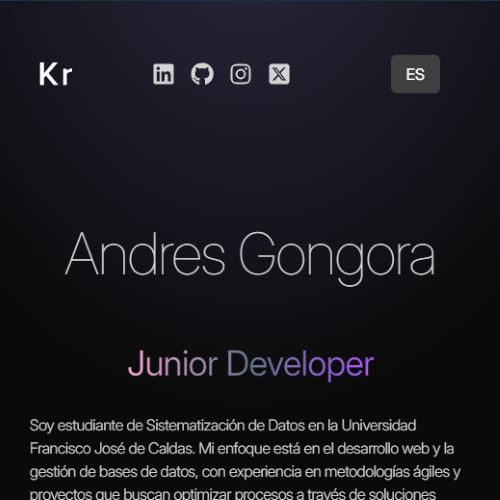 Kr
ES
Andres Gongora
Junior Developer
Soy estudiante de Sistematización de Datos en la Universidad
Francisco José de Caldas. Mi enfoque está en el desarrollo web y la
gestión de bases de datos, con experiencia en metodologías ágiles y
proyectos que buscan optimizar procesos a través de soluciones